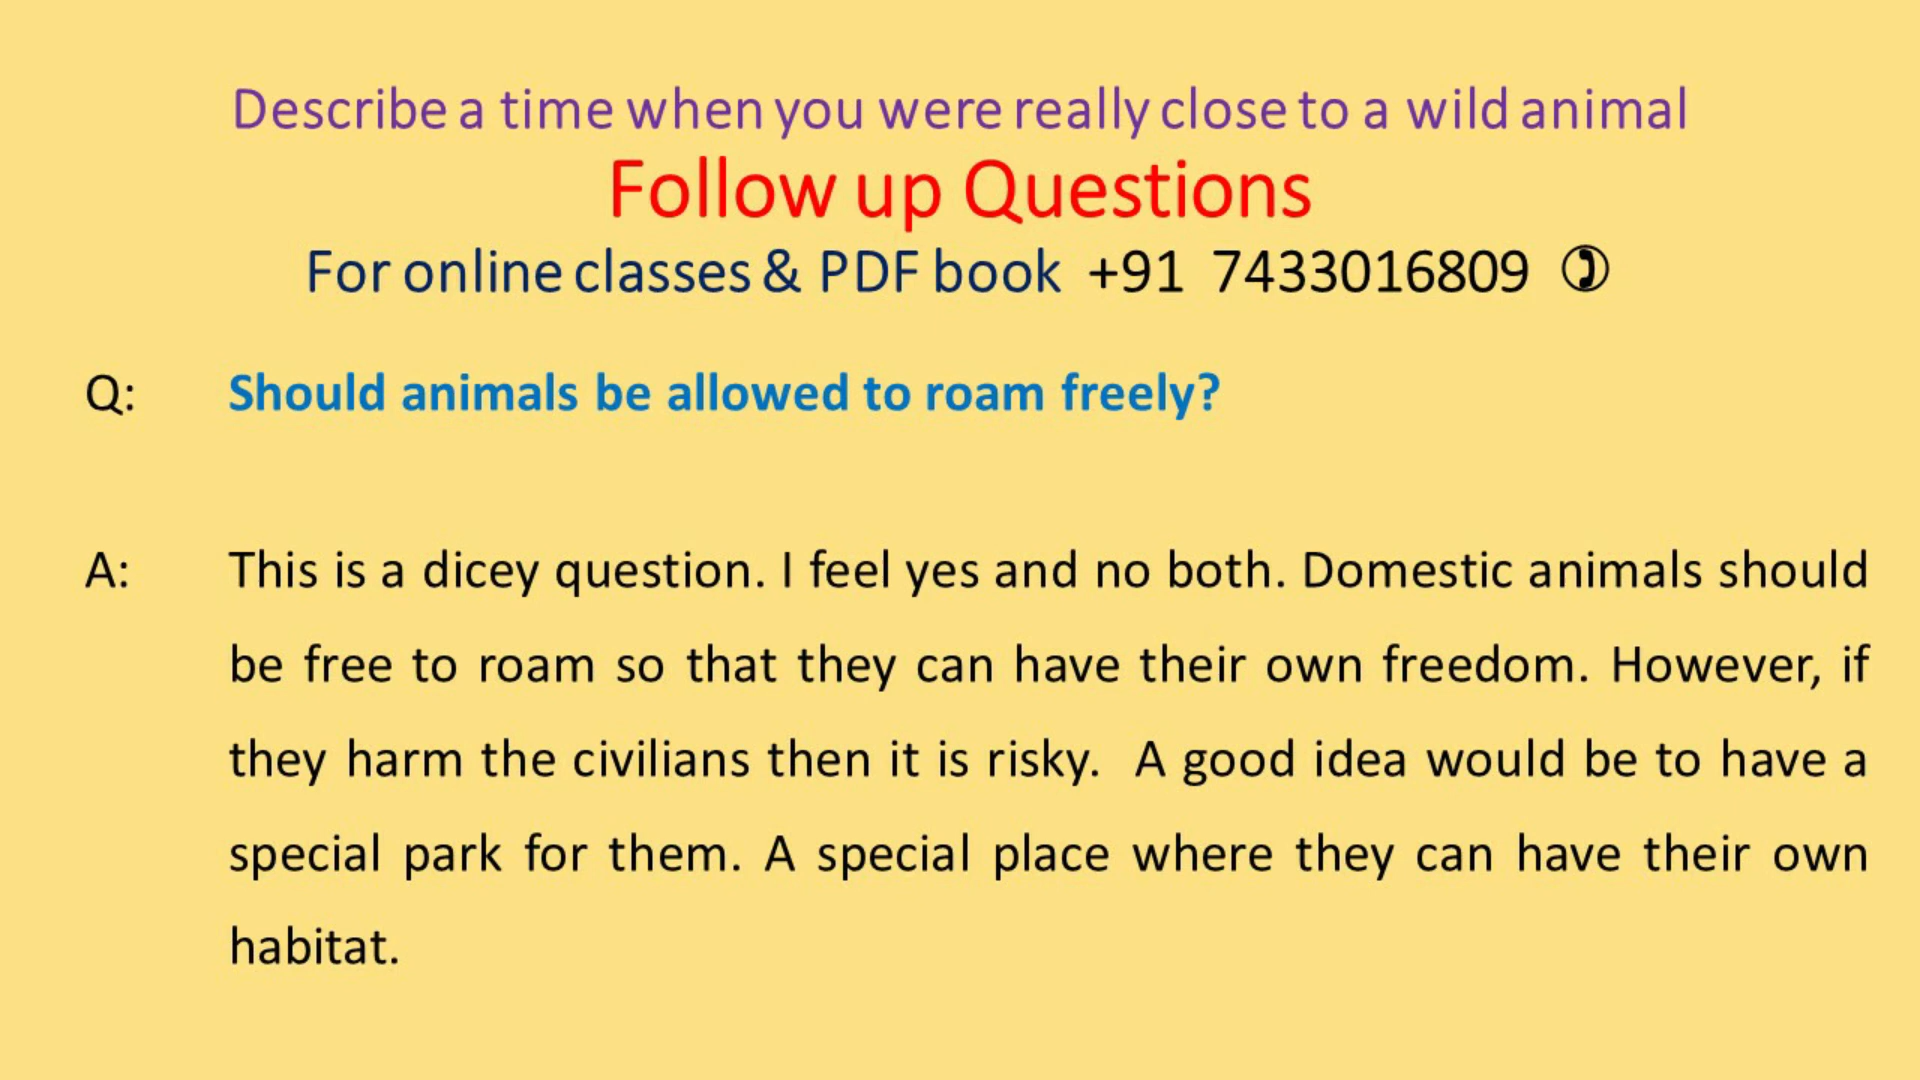 Describe a time when you were really close to a wild animal
Follow up Questions
For online classes & PDF book +91 7433016809 ✆
Q: Should animals be allowed to roam freely?
A: This is a dicey question. I feel yes and no both. Domestic animals should
be free to roam so that they can have their own freedom. However, if
they harm the civilians then it is risky. A good idea would be to have a
special park for them. A special place where they can have their own
habitat.